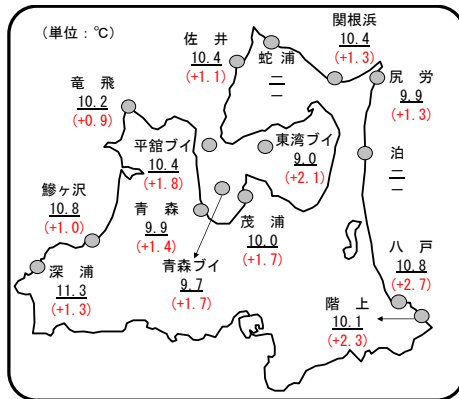 (単位:℃)
佐 井
10.4
(+1.1)
蛇 浦
二
一
関根浜
10.4
(+1.3)
尻 労
9.9
(+1.3)
竜 飛
10.2
(+0.9)
平舘ブイ
10.4
(+1.8)
東湾ブイ
9.0
(+2.1)
泊
二
一
鰺ヶ沢
10.8
(+1.0)
青 森
9.9
(+1.4)
茂 浦
10.0
(+1.7)
八 戸
10.8
(+2.7)
深 浦
11.3
(+1.3)
青森ブイ
9.7
(+1.7)
階 上
10.1
(+2.3)